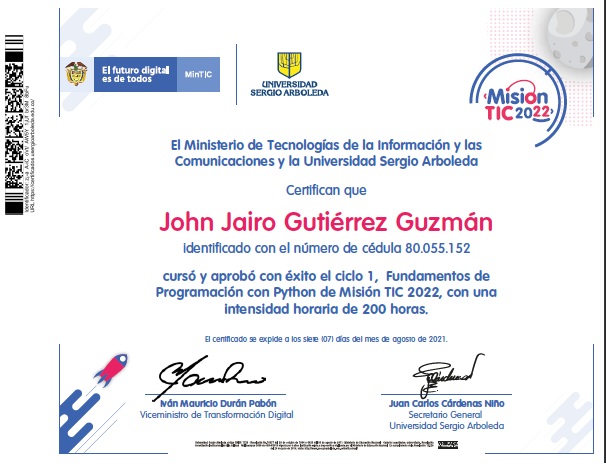 El futuro digital
es de todos
MinTIC
UNIVERSIDAD
SERGIO ARBOLEDA
Misión
TIC2022
El Ministerio de Tecnologías de la Información y las
Comunicaciones y la Universidad Sergio Arboleda
Certifican que
John Jairo Gutiérrez Guzmán
Identificado con el número de cédula 80.055.152
cursó y aprobó con éxito el ciclo 1, Fundamentos de
Programación con Python de Misión TIC 2022, con una
intensidad horaria de 200 horas.
El certificado se expide a los siete (07) días del mes de agosto de 2021.
Iván Mauricio Durán Pabón
Viceministro de Transformación Digital
Juan Carlos Cárdenas Niño
Secretario General
Universidad Sergio Arboleda